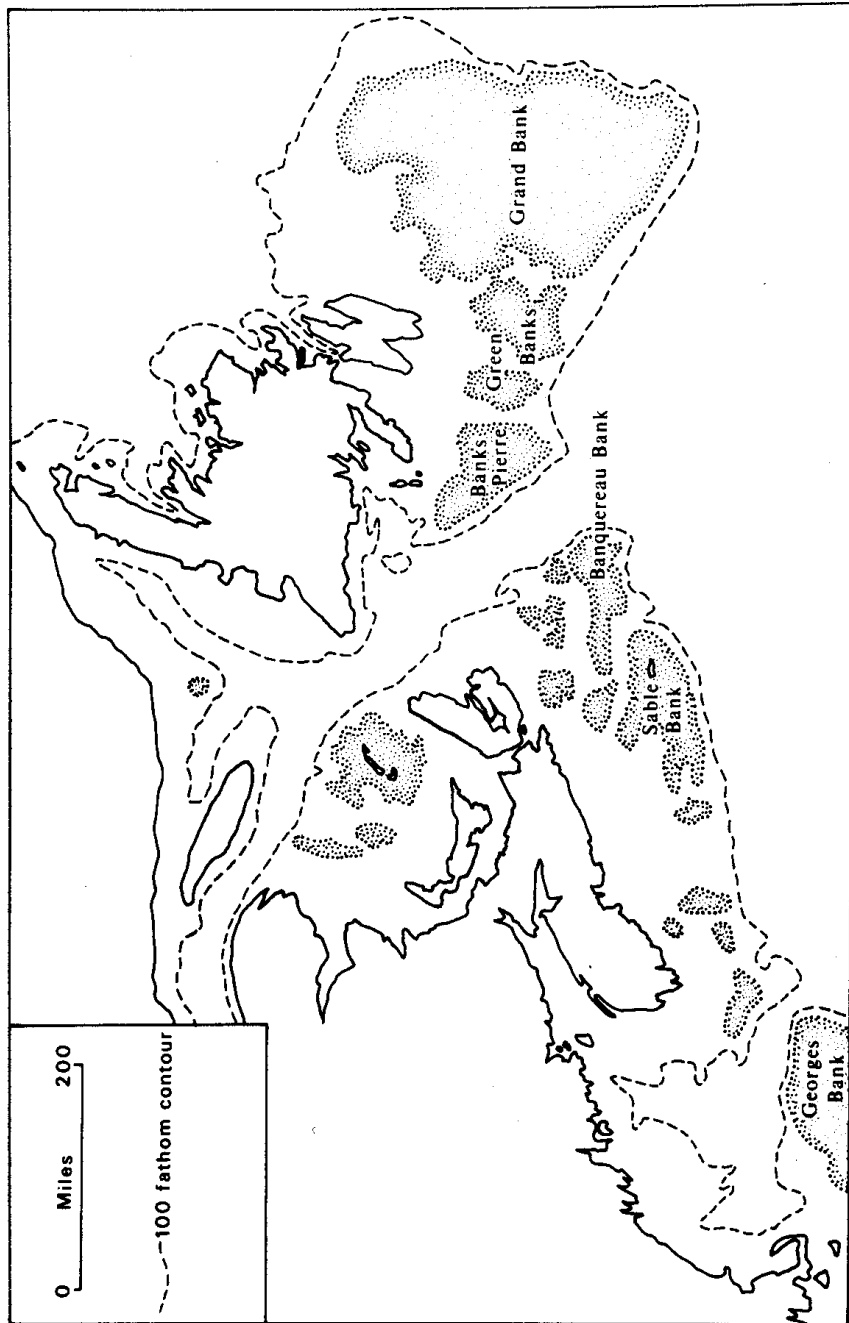 0 Miles 200
100 fathom contour
Grand Bank
Green
Banks
Banks
Pierre
Banquereau Bank
Sable
Bank
Georges
Bank